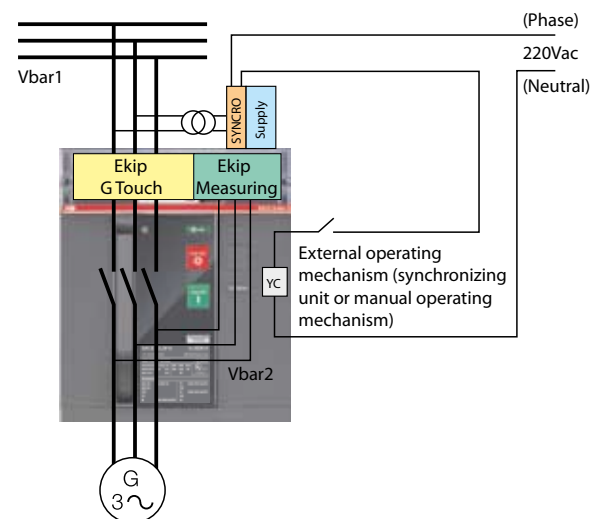 (Phase)
220Vac
(Neutral)
Vbar1
SYNCRO
Supply
Ekip
G Touch
Ekip
Measuring
External operating
mechanism (synchronizing
unit or manual operating
mechanism)
YC
Vbar2
G
3